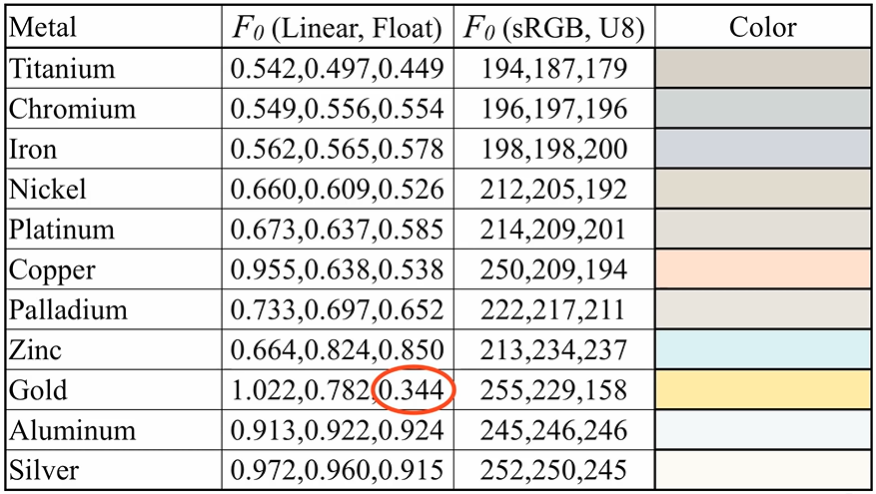 Metal F₀ (Linear, Float) F₀ (sRGB, U8) Color
Titanium 0.542,0.497,0.449 194,187,179
Chromium 0.549,0.556,0.554 196,197,196
Iron 0.562,0.565,0.578 198,198,200
Nickel 0.660,0.609,0.526 212,205,192
Platinum 0.673,0.637,0.585 214,209,201
Copper 0.955,0.638,0.538 250,209,194
Palladium 0.733,0.697,0.652 222,217,211
Zinc 0.664,0.824,0.850 213,234,237
Gold 1.022,0.782,0.344 255,229,158
Aluminum 0.913,0.922,0.924 245,246,246
Silver 0.972,0.960,0.915 252,250,245